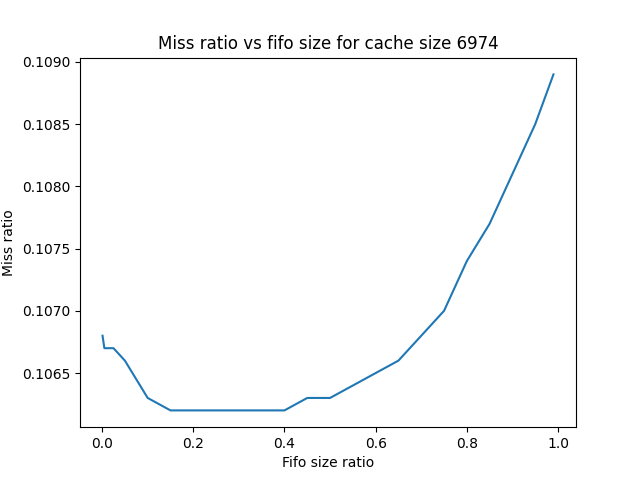 Miss ratio vs fifo size for cache size 6974
0.1090
0.1085
0.1080
0.1075
0.1070
0.1065
Miss ratio
0.0 0.2 0.4 0.6 0.8 1.0
Fifo size ratio